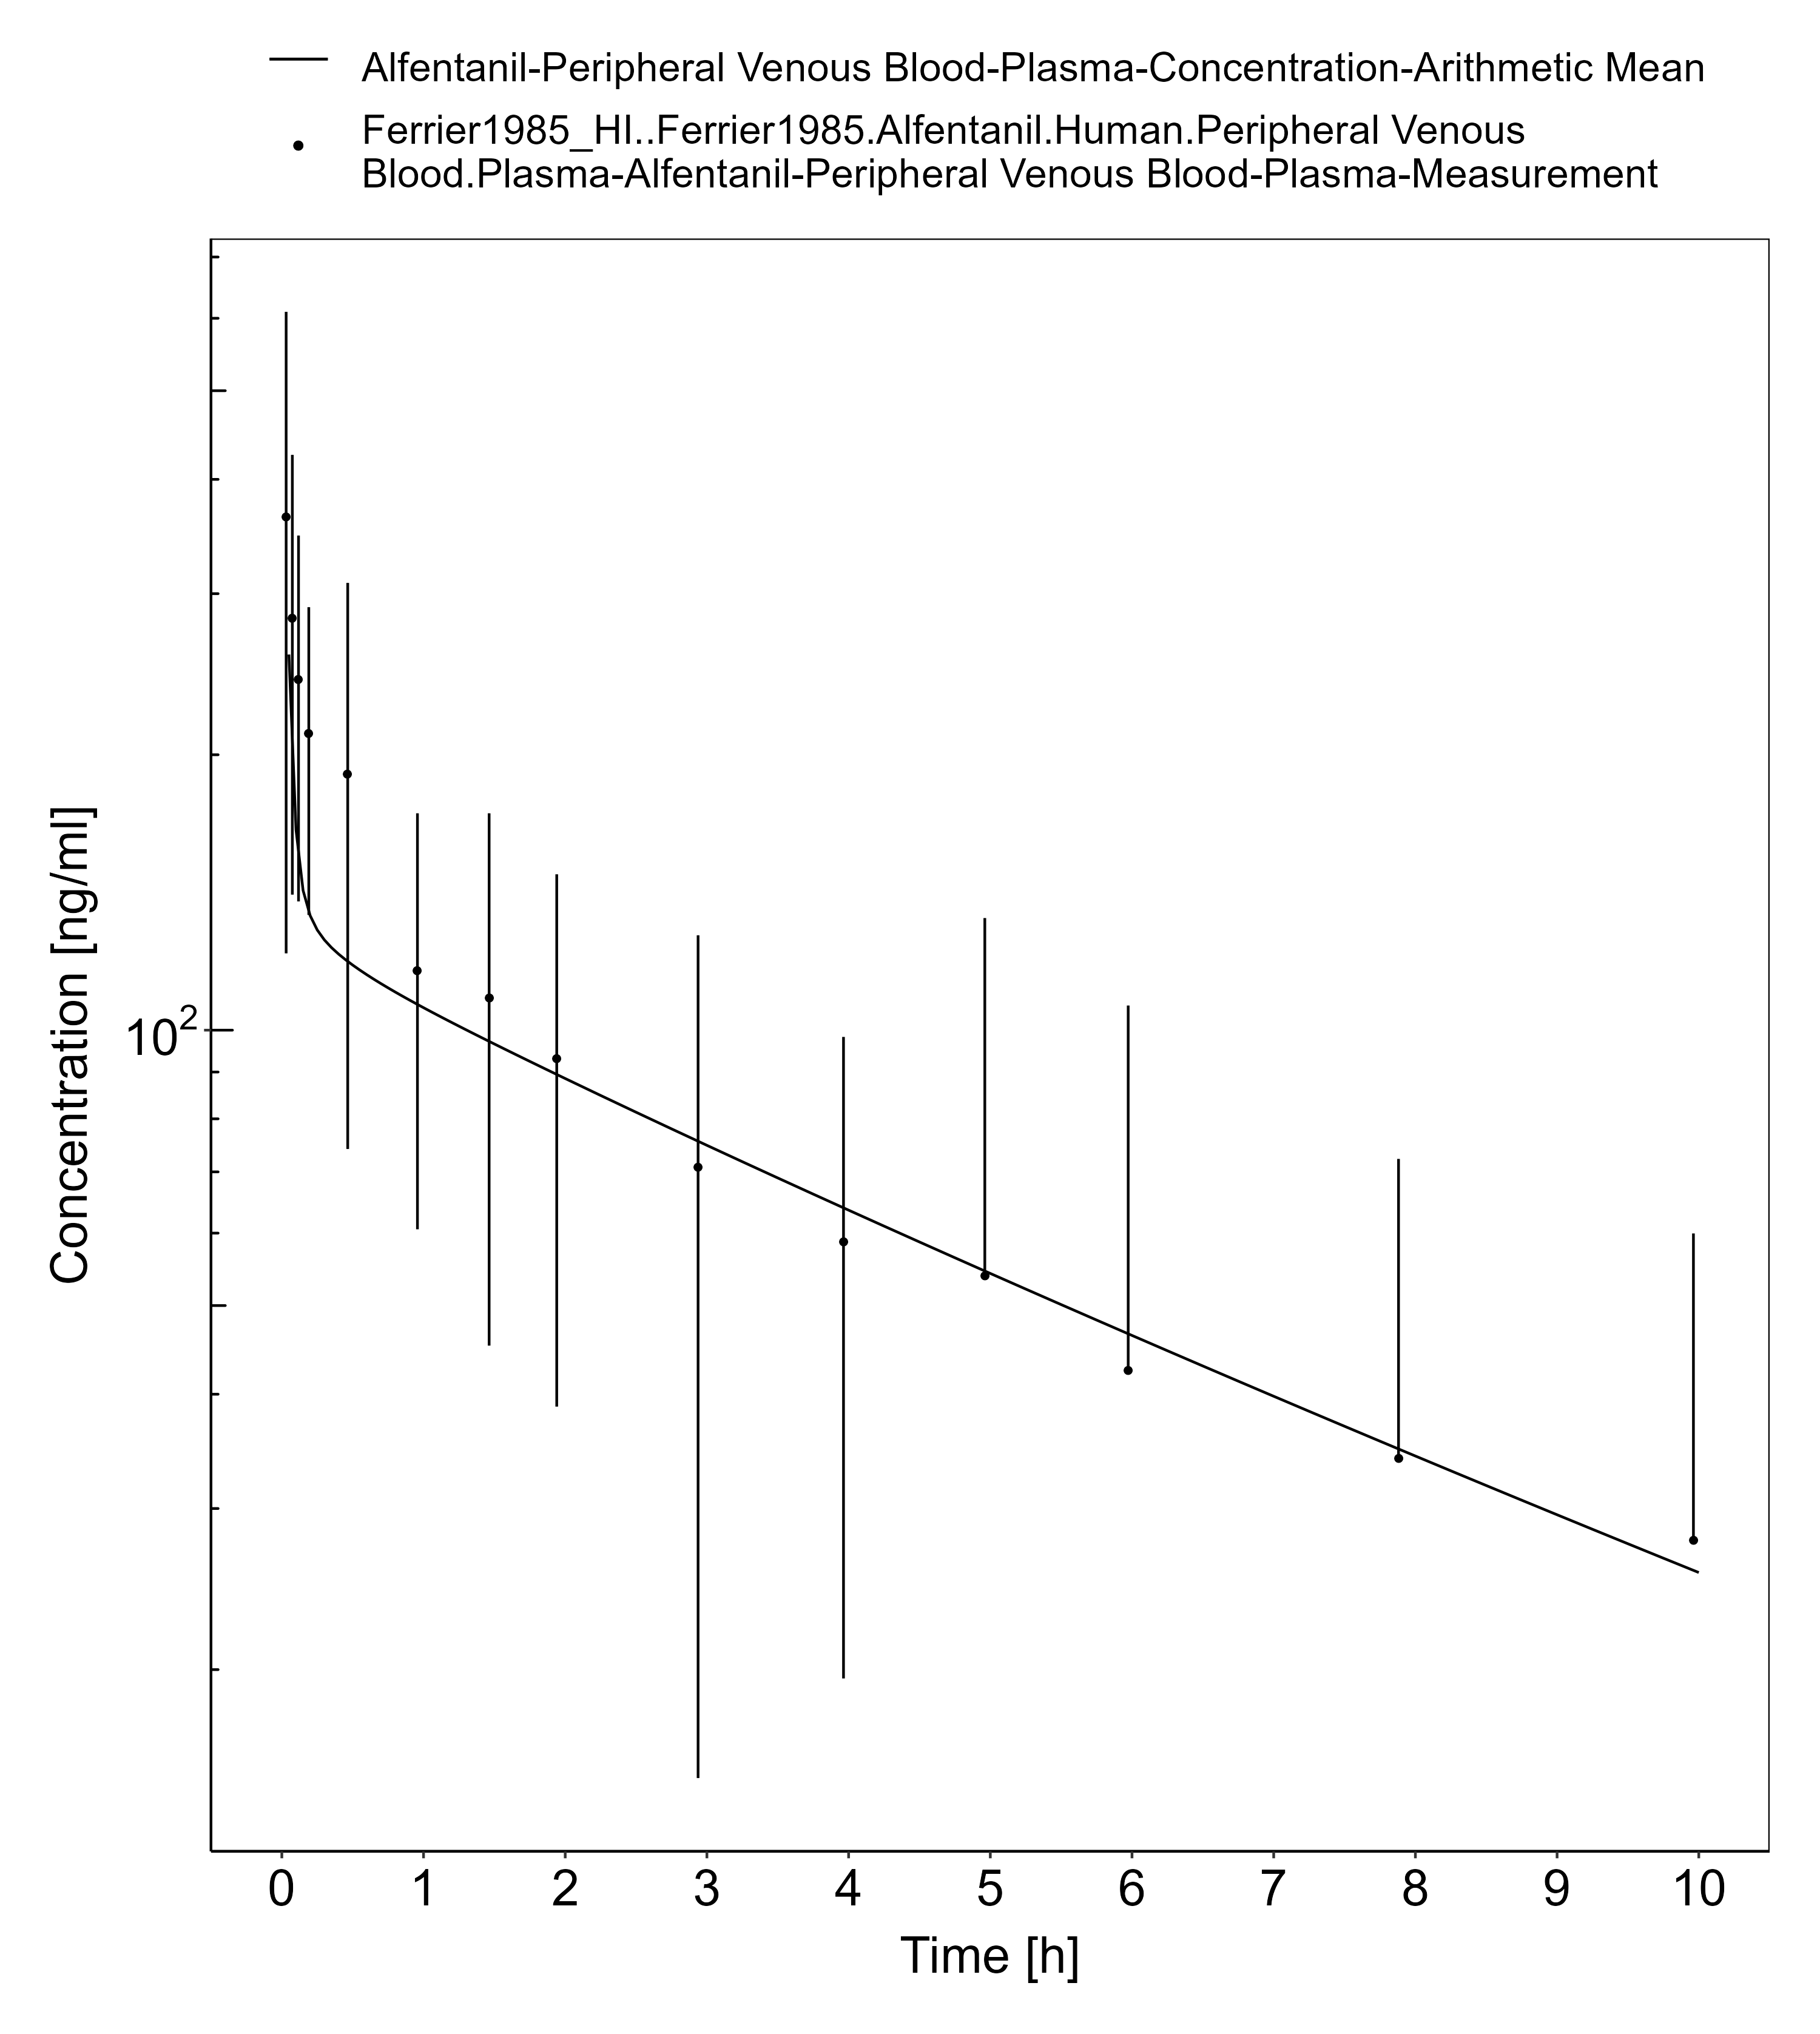 Alfentanil-Peripheral Venous Blood-Plasma-Concentration-Arithmetic Mean
Ferrier1985_HI..Ferrier1985.Alfentanil.Human.Peripheral Venous
Blood.Plasma-Alfentanil-Peripheral Venous Blood-Plasma-Measurement
Concentration [ng/ml]
10²
0 1 2 3 4 5 6 7 8 9 10
Time [h]